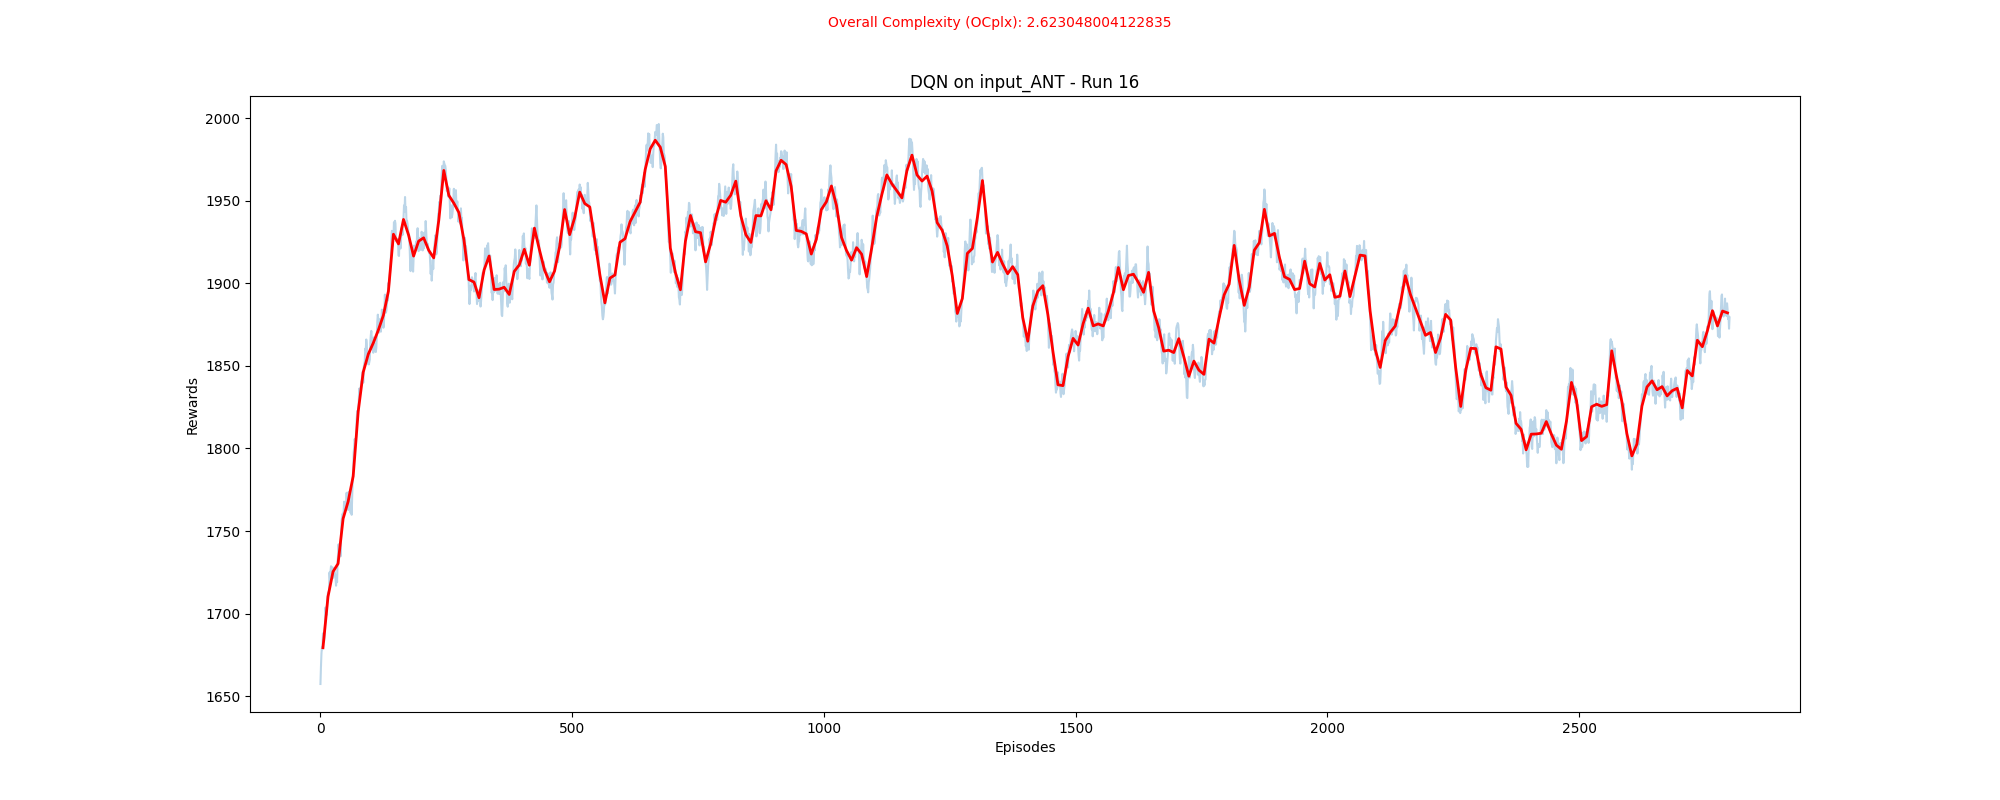 Overall Complexity (OCplx): 2.623048004122835
DQN on input_ANT - Run 16
2000
1950
1900
1850
1800
1750
1700
1650
Rewards
0 500 1000 1500 2000 2500
Episodes